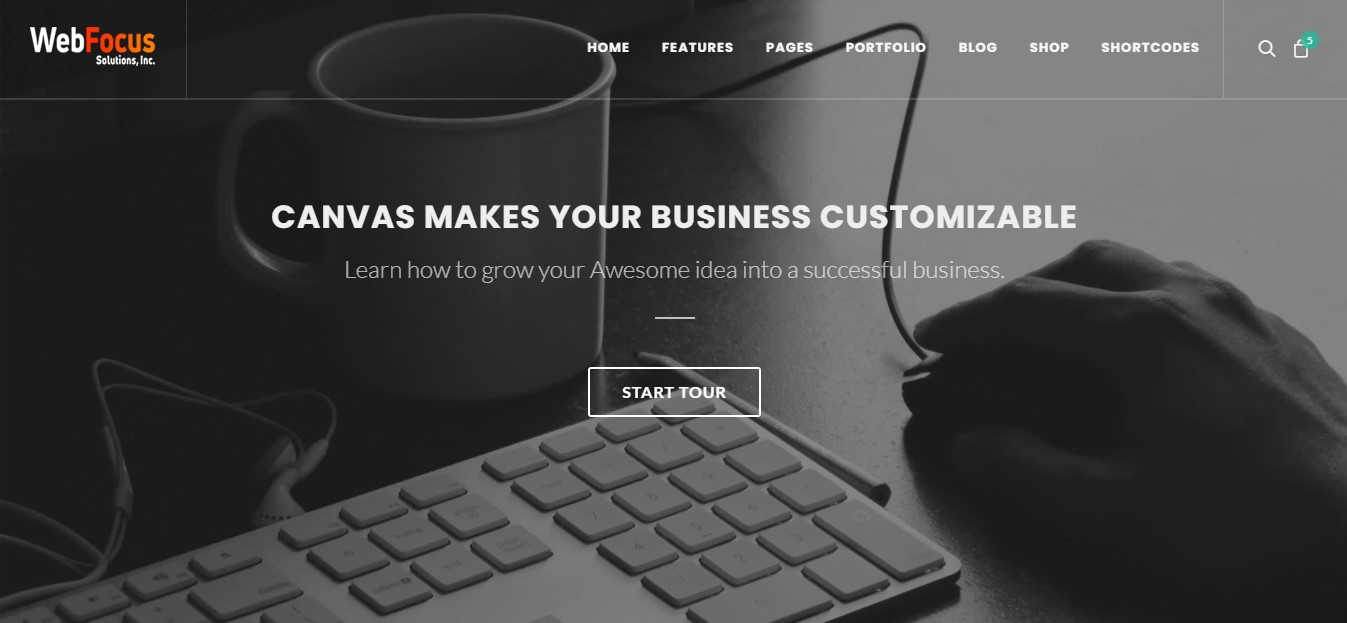 WebFocus
Solutions, Inc.
HOME FEATURES PAGES PORTFOLIO BLOG SHOP SHORTCODES
5
CANVAS MAKES YOUR BUSINESS CUSTOMIZABLE
Learn how to grow your Awesome idea into a successful business.
START TOUR